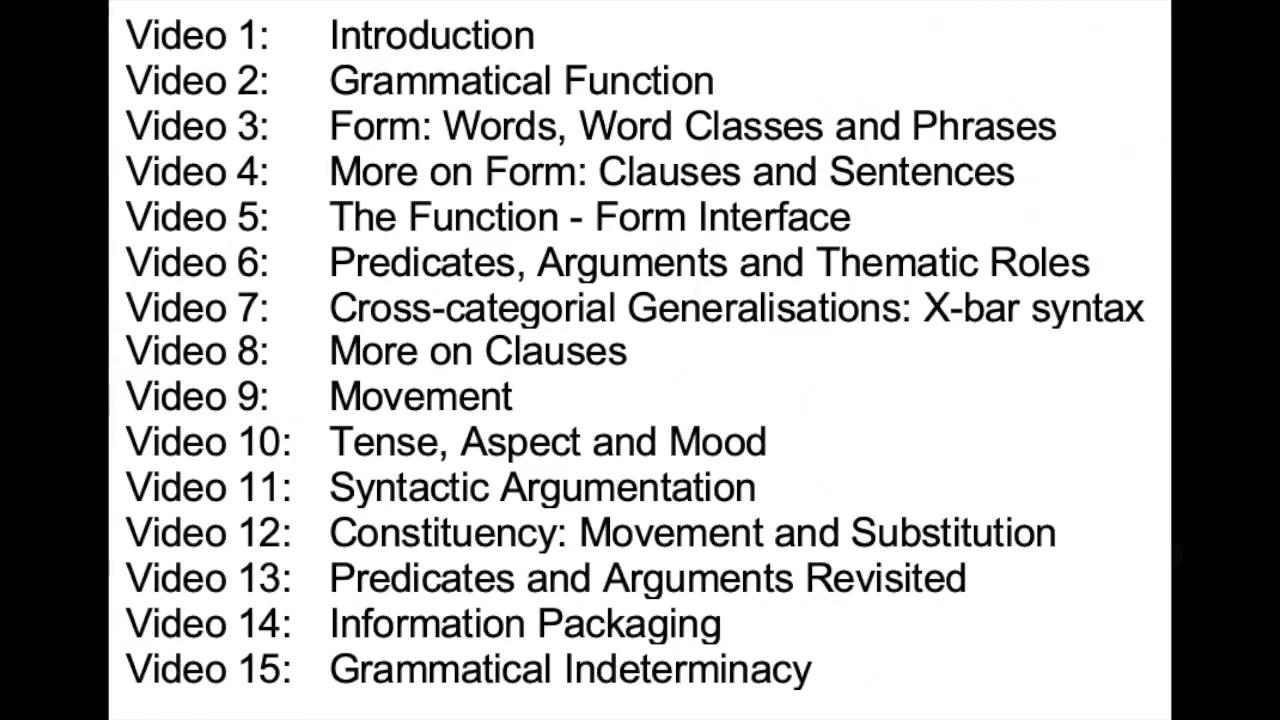 Video 1: Introduction
Video 2: Grammatical Function
Video 3: Form: Words, Word Classes and Phrases
Video 4: More on Form: Clauses and Sentences
Video 5: The Function - Form Interface
Video 6: Predicates, Arguments and Thematic Roles
Video 7: Cross-categorial Generalisations: X-bar syntax
Video 8: More on Clauses
Video 9: Movement
Video 10: Tense, Aspect and Mood
Video 11: Syntactic Argumentation
Video 12: Constituency: Movement and Substitution
Video 13: Predicates and Arguments Revisited
Video 14: Information Packaging
Video 15: Grammatical Indeterminacy